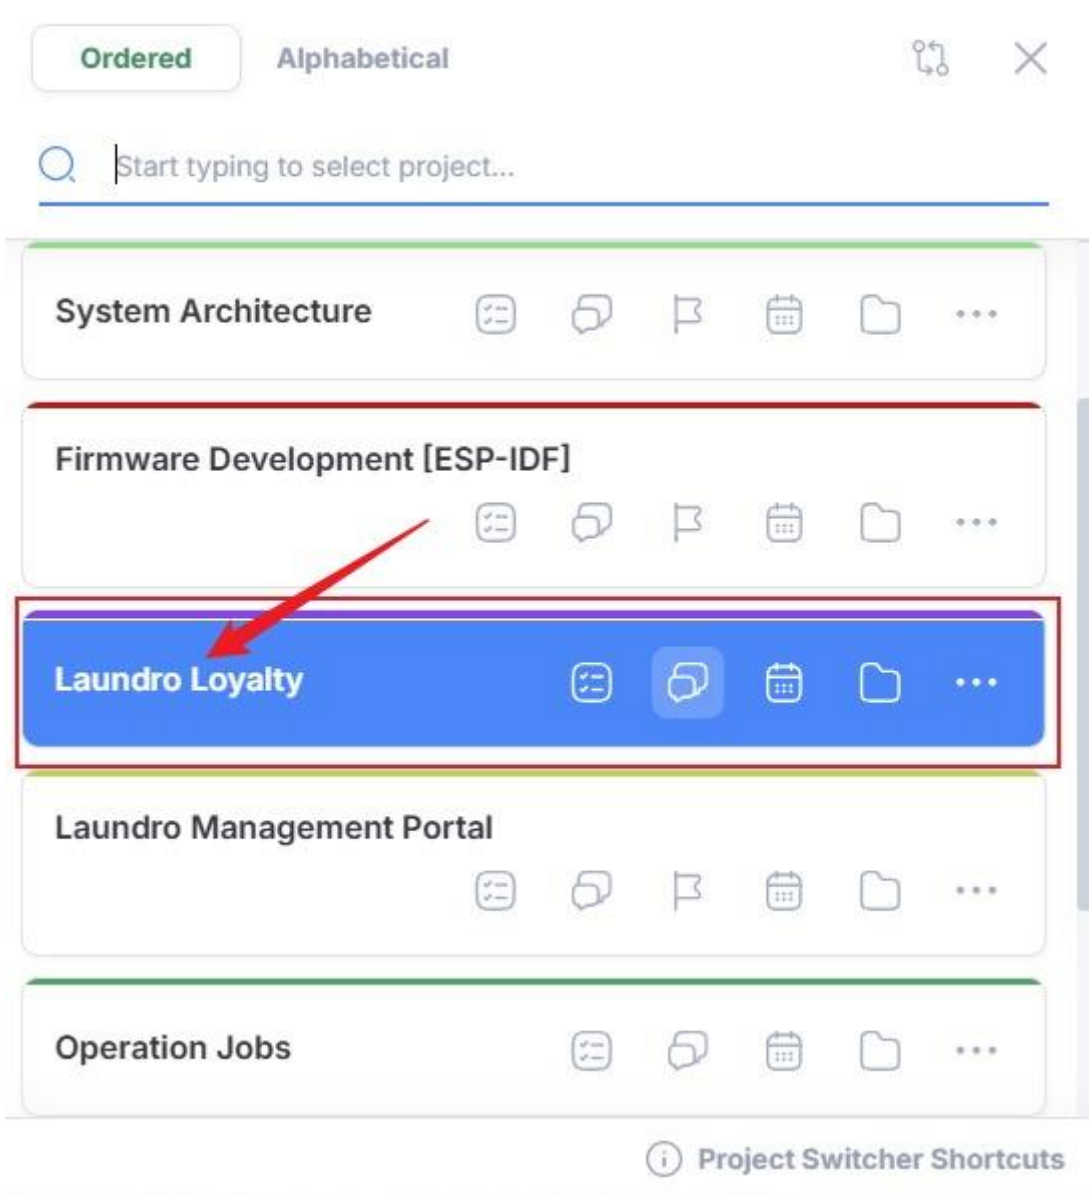 Ordered Alphabetical
Start typing to select project...
System Architecture
Firmware Development [ESP-IDF]
Laundro Loyalty
Laundro Management Portal
Operation Jobs
Project Switcher Shortcuts